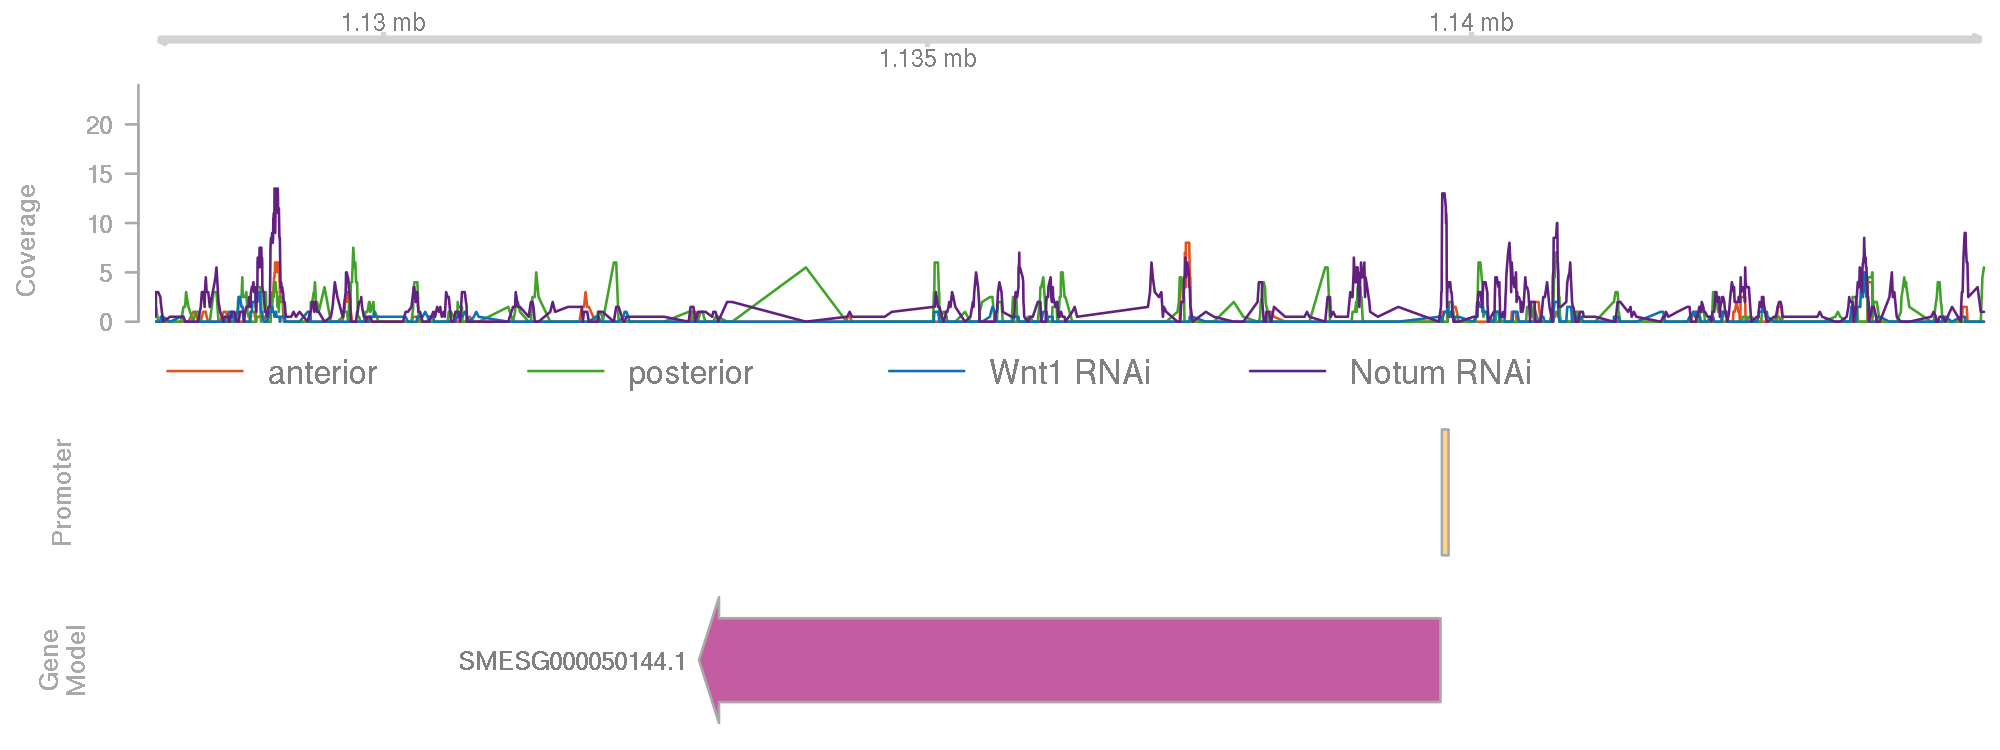 1.13 mb
1.14 mb
1.135 mb
Coverage
20
15
10
5
0
anterior
posterior
Wnt1 RNAi
Notum RNAi
Promoter
Gene
Model
SMESG000050144.1